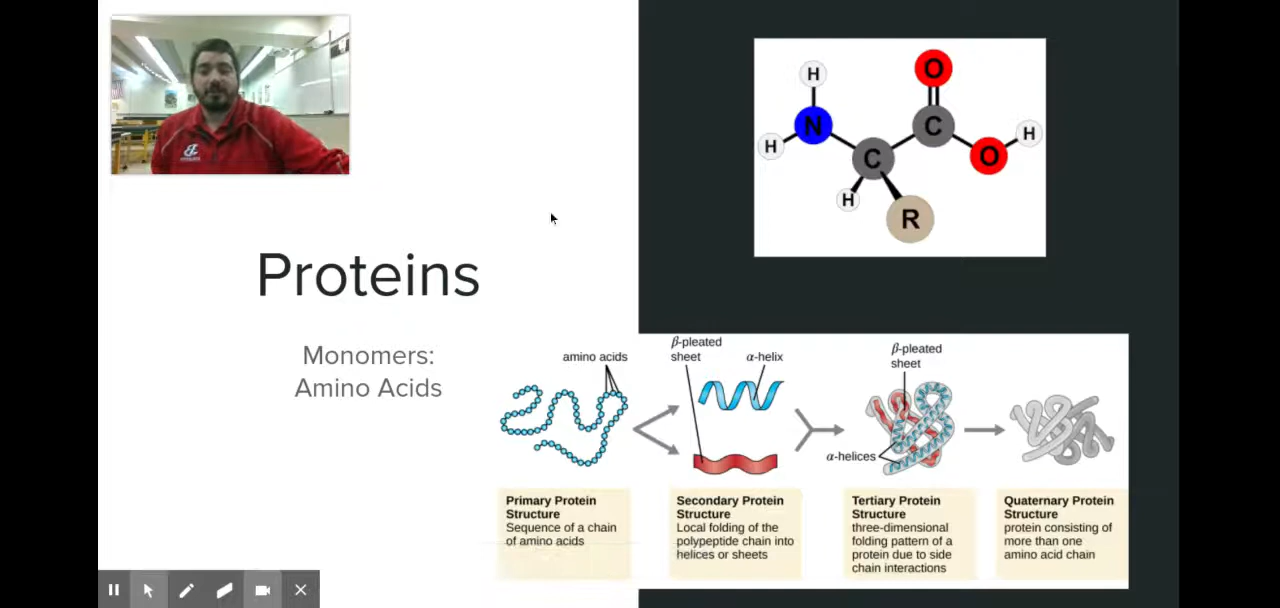 Proteins
Monomers:
Amino Acids
H
O
H
N
C
H
C
O
H
R
amino acids
β-pleated
sheet
α-helix
β-pleated
sheet
α-helices
Primary Protein
Structure
Sequence of a chain
of amino acids
Secondary Protein
Structure
Local folding of the
polypeptide chain into
helices or sheets
Tertiary Protein
Structure
three-dimensional
folding pattern of a
protein due to side
chain interactions
Quaternary Protein
Structure
protein consisting of
more than one
amino acid chain